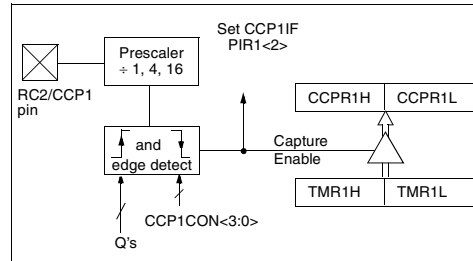 Set CCP1IF
PIR1<2>
Prescaler
÷ 1, 4, 16
RC2/CCP1
pin
CCPR1H
CCPR1L
and
edge detect
Capture
Enable
TMR1H
TMR1L
CCP1CON<3:0>
Q's